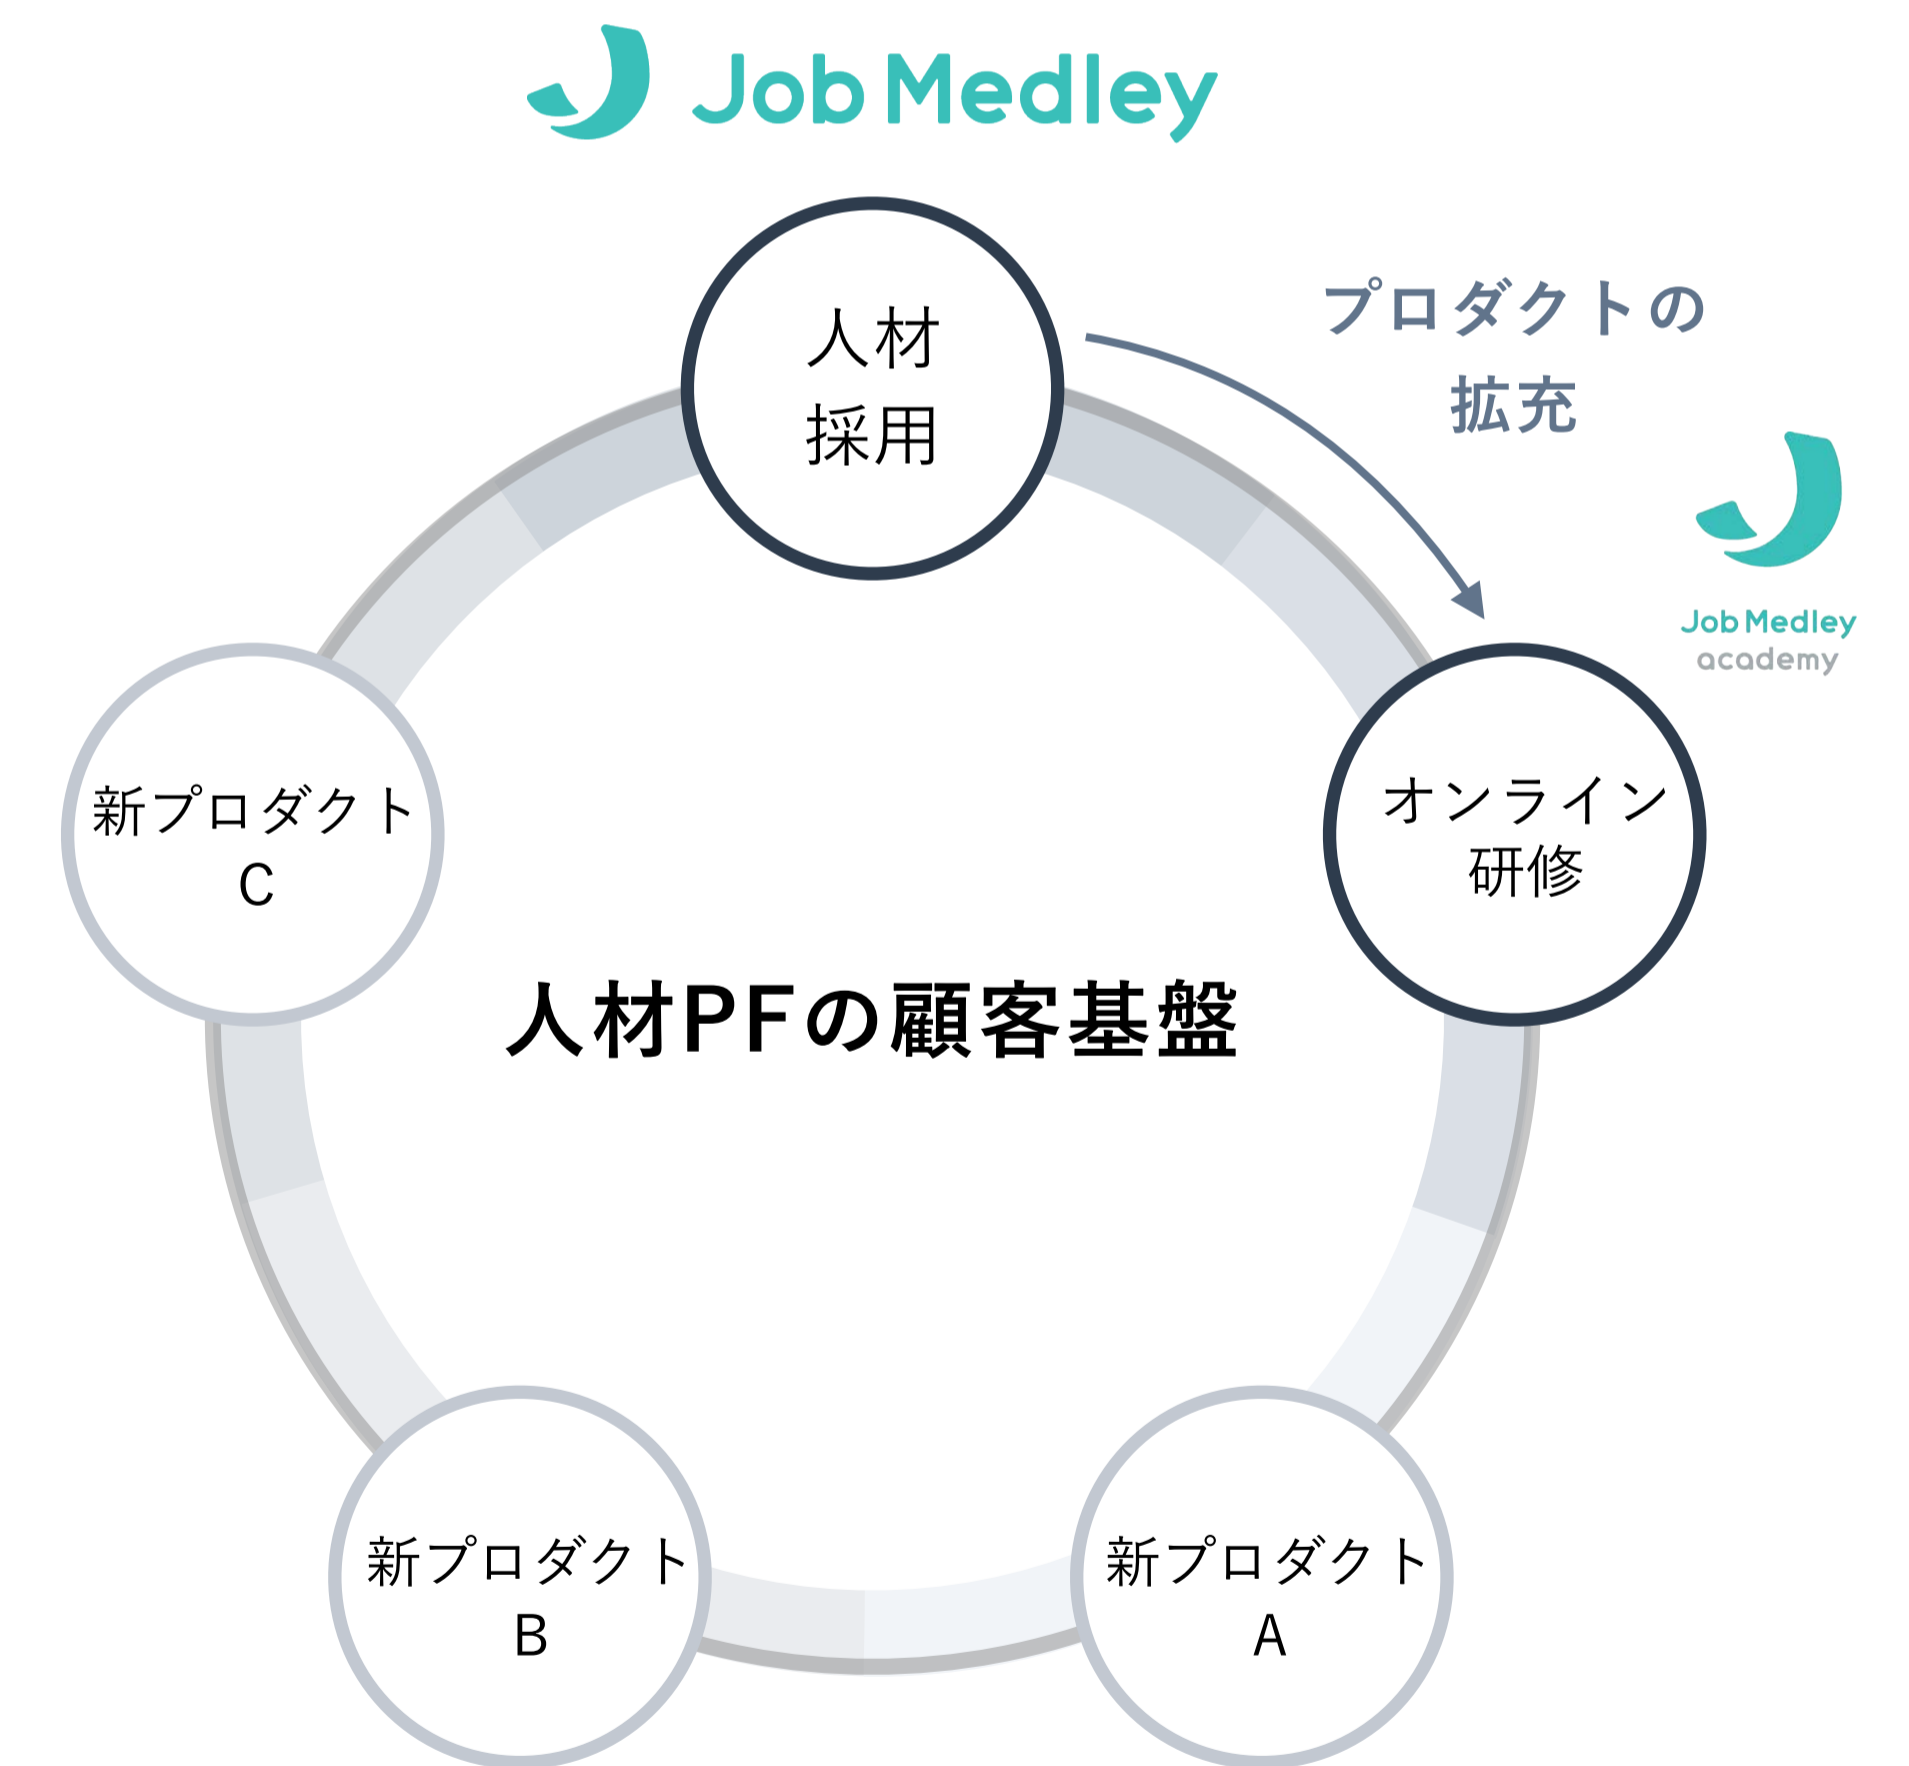 Job Medley
人材
採用
プロダクトの
拡充
Job Medley
academy
オンライン
研修
新プロダクト
C
人材PFの顧客基盤
新プロダクト
B
新プロダクト
A